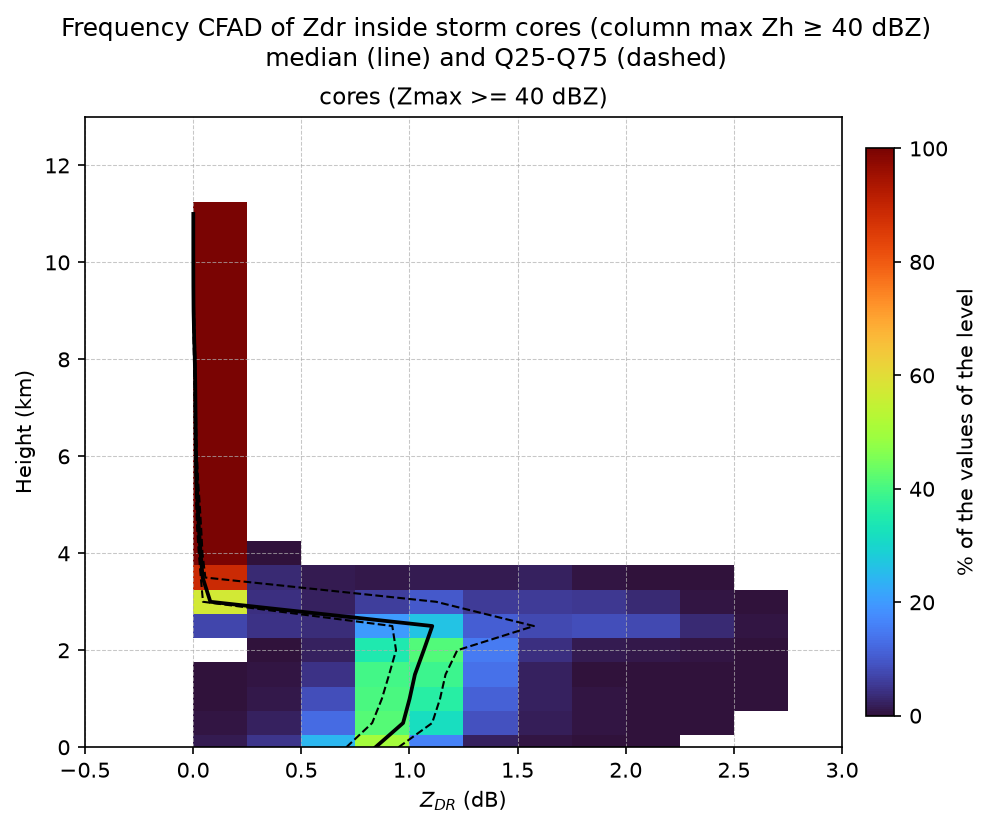 Frequency CFAD of Zdr inside storm cores (column max Zh ≥ 40 dBZ)
median (line) and Q25-Q75 (dashed)
cores (Zmax >= 40 dBZ)
12
10
8
6
4
2
0
Height (km)
−0.5 0.0 0.5 1.0 1.5 2.0 2.5 3.0
Z_DR (dB)
100
80
60
40
20
0
% of the values of the level